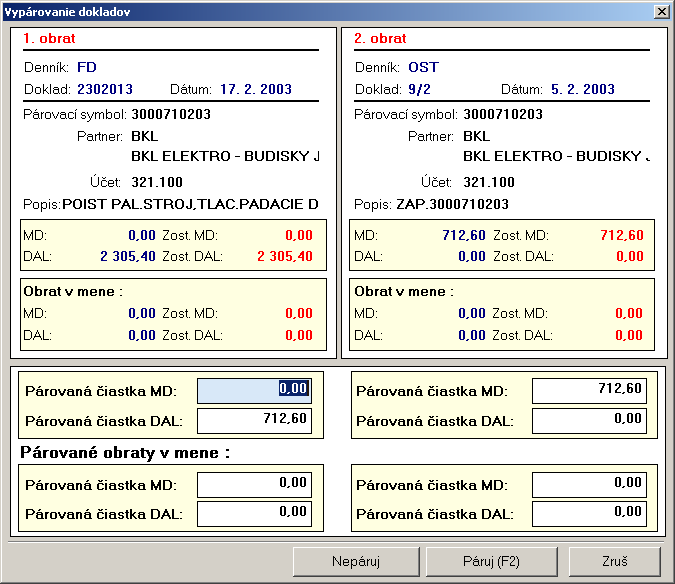 Vypárovanie dokladov
1. obrat
Denník: FD
Doklad: 2302013 Dátum: 17. 2. 2003
Párovací symbol: 3000710203
Partner: BKL
BKL ELEKTRO - BUDISKY
Účet: 321.100
Popis: POIST PAL.STROJ,TLAC.PADACIE D
MD: 0,00 Zost. MD: 0,00
DAL: 2 305,40 Zost. DAL: 2 305,40
Obrat v mene :
MD: 0,00 Zost. MD: 0,00
DAL: 0,00 Zost. DAL: 0,00
2. obrat
Denník: OST
Doklad: 9/2 Dátum: 5. 2. 2003
Párovací symbol: 3000710203
Partner: BKL
BKL ELEKTRO - BUDISKY
Účet: 321.100
Popis: ZAP.3000710203
MD: 712,60 Zost. MD: 712,60
DAL: 0,00 Zost. DAL: 0,00
Obrat v mene :
MD: 0,00 Zost. MD: 0,00
DAL: 0,00 Zost. DAL: 0,00
Párovaná čiastka MD: 0,00
Párovaná čiastka DAL: 712,60
Párovaná čiastka MD: 712,60
Párovaná čiastka DAL: 0,00
Párované obraty v mene :
Párovaná čiastka MD: 0,00
Párovaná čiastka DAL: 0,00
Párovaná čiastka MD: 0,00
Párovaná čiastka DAL: 0,00
Nepáruj Páruj (F2) Zruš